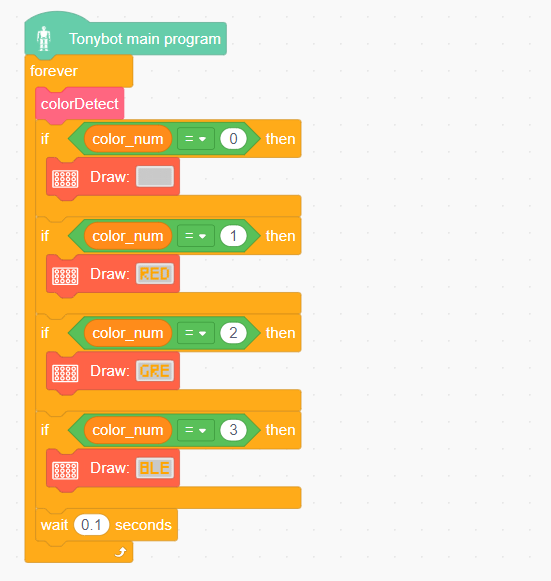 Tonybot main program
forever
colorDetect
if color_num = 0 then
Draw:
if color_num = 1 then
Draw: RED
if color_num = 2 then
Draw: GRE
if color_num = 3 then
Draw: BLE
wait 0.1 seconds